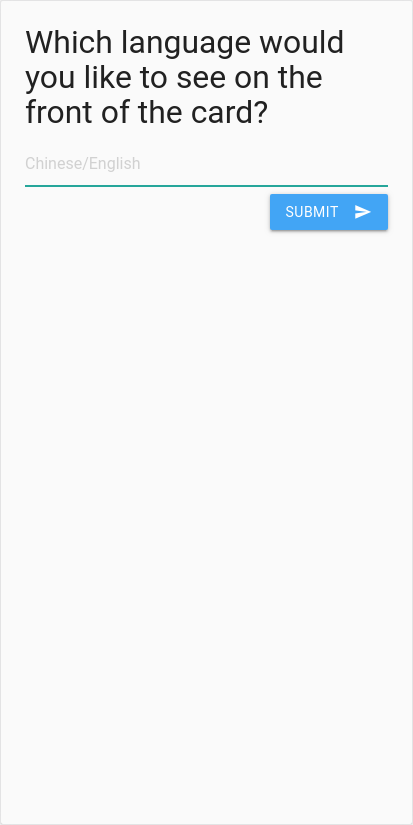 Which language would
you like to see on the
front of the card?
Chinese/English
SUBMIT